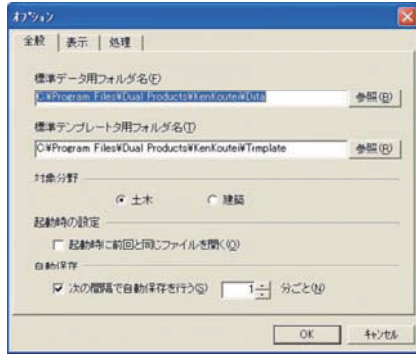 オプション
全般 表示 処理
標準データ用フォルダ名(F)
C:¥Program Files¥Dual Products¥KenKoutei¥Data
参照(B)
標準テンプレートタ用フォルダ名(T)
C:¥Program Files¥Dual Products¥KenKoutei¥Template
参照(R)
対象分野
土木 建築
起動時の設定
起動時に前回と同じファイルを開く(O)
自動保存
次の間隔で自動保存を行う(S) 1 分ごと(N)
OK キャンセル